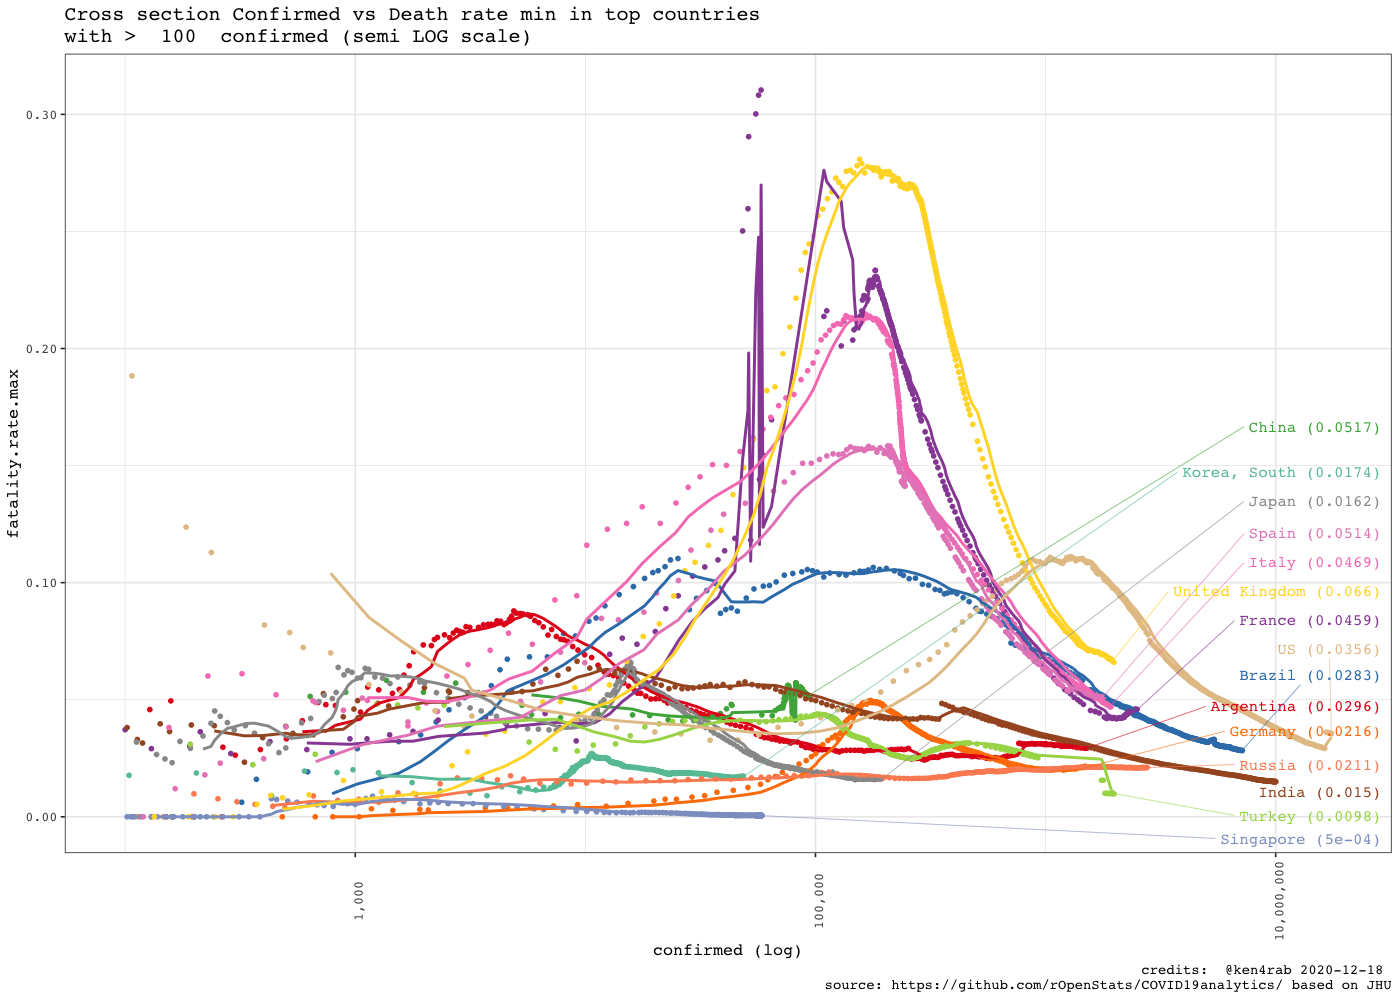 Cross section Confirmed vs Death rate min in top countries
with >  100  confirmed (semi LOG scale)
fatality.rate.max
0.30
0.20
0.10
0.00
China (0.0517)
Korea, South (0.0174)
Japan (0.0162)
Spain (0.0514)
Italy (0.0469)
United Kingdom (0.066)
France (0.0459)
US (0.0356)
Brazil (0.0283)
Argentina (0.0296)
Germany (0.0216)
Russia (0.0211)
India (0.015)
Turkey (0.0098)
Singapore (5e-04)
1,000
100,000
10,000,000
confirmed (log)
credits:  @ken4rab 2020-12-18
source: https://github.com/rOpenStats/COVID19analytics/ based on JHU